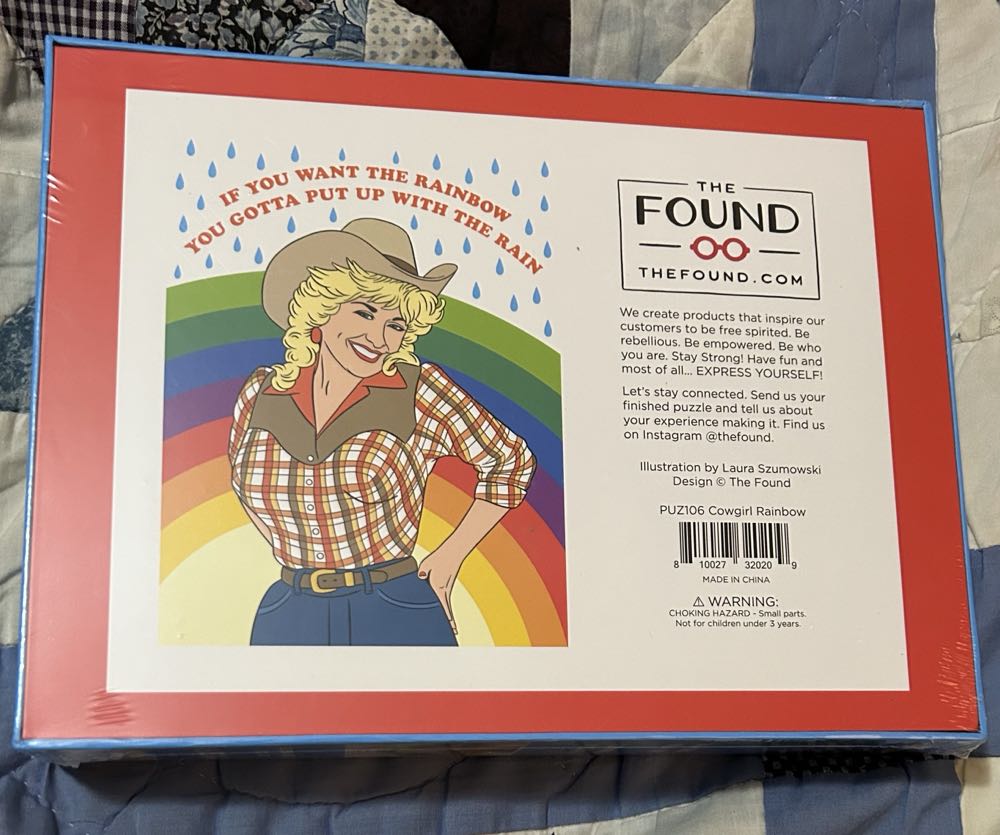 IF YOU WANT THE RAINBOW
YOU GOTTA PUT UP WITH THE RAIN
THE
FOUND
THEFOUND.COM
We create products that inspire our
customers to be free spirited. Be
rebellious. Be empowered. Be who
you are. Stay Strong! Have fun and
most of all... EXPRESS YOURSELF!
Let's stay connected. Send us your
finished puzzle and tell us about
your experience making it. Find us
on Instagram @thefound.
Illustration by Laura Szumowski
Design © The Found
PUZ106 Cowgirl Rainbow
8 10027 32020 9
MADE IN CHINA
⚠ WARNING:
CHOKING HAZARD - Small parts.
Not for children under 3 years.